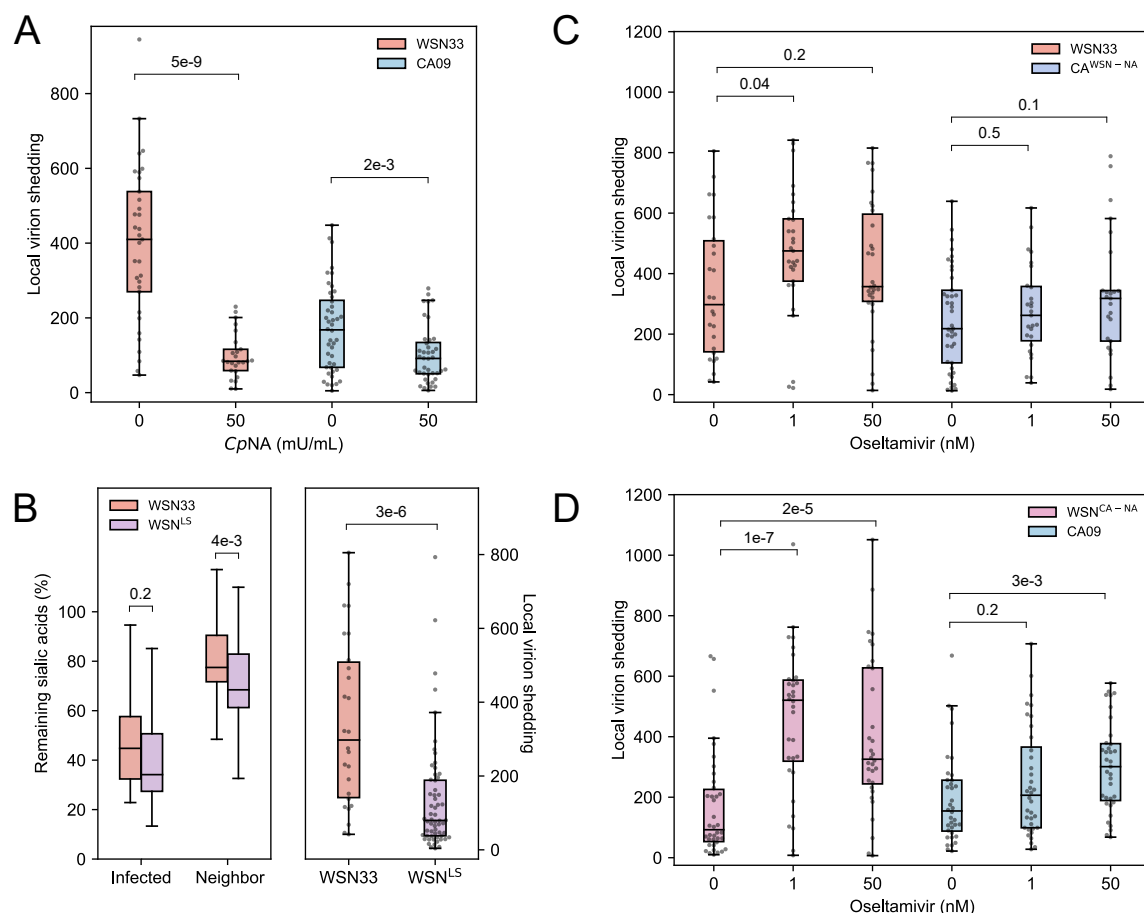 A
Local virion shedding
800
600
400
200
0
5e-9
2e-3
WSN33
CA09
0 50 0 50
CpNA (mU/mL)
C
Local virion shedding
1200
1000
800
600
400
200
0
0.2
0.04
0.1
0.5
WSN33
CA^WSN – NA
0 1 50 0 1 50
Oseltamivir (nM)
B
Remaining sialic acids (%)
100
80
60
40
20
0
WSN33
WSN^LS
4e-3
0.2
Infected Neighbor
3e-6
800
600
400
200
0
Local virion shedding
WSN33 WSN^LS
D
Local virion shedding
1200
1000
800
600
400
200
0
2e-5
1e-7
3e-3
0.2
WSN^CA – NA
CA09
0 1 50 0 1 50
Oseltamivir (nM)